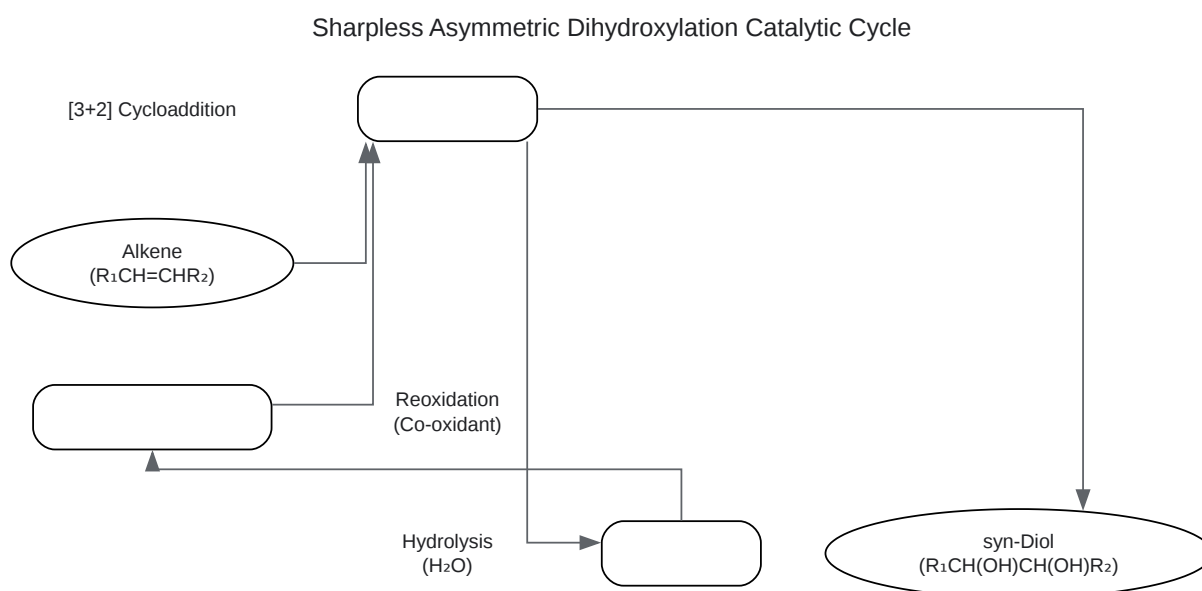 Sharpless Asymmetric Dihydroxylation Catalytic Cycle
[3+2] Cycloaddition
Alkene
(R₁CH=CHR₂)
Reoxidation
(Co-oxidant)
Hydrolysis
(H₂O)
syn-Diol
(R₁CH(OH)CH(OH)R₂)